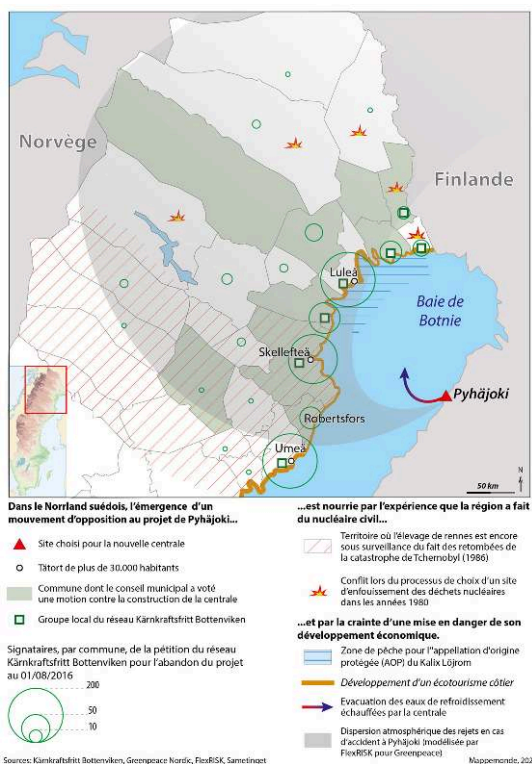 Norvège
Finlande
Luleå
Baie de
Botnie
Skellefteå
Pyhäjoki
Robertsfors
Umeå
N
50 km
Dans le Norrland suédois, l'émergence d'un
mouvement d'opposition au projet de Pyhäjoki...
Site choisi pour la nouvelle centrale
Tätort de plus de 30.000 habitants
Commune dont le conseil municipal a voté
une motion contre la construction de la centrale
Groupe local du réseau Kärnkraftsfritt Bottenviken
Signataires, par commune, de la pétition du réseau
Kärnkraftsfritt Bottenviken pour l'abandon du projet
au 01/08/2016
200
50
10
...est nourrie par l'expérience que la région a fait
du nucléaire civil...
Territoire où l'élevage de rennes est encore
sous surveillance du fait des retombées de
la catastrophe de Tchernobyl (1986)
Conflit lors du processus de choix d'un site
d'enfouissement des déchets nucléaires
dans les années 1980
...et par la crainte d'une mise en danger de son
développement économique.
Zone de pêche pour l''appellation d'origine
protégée (AOP) du Kalix Löjrom
Développement d'un écotourisme côtier
Evacuation des eaux de refroidissement
échauffées par la centrale
Dispersion atmosphérique des rejets en cas
d'accident à Pyhäjoki (modélisée par
FlexRISK pour Greenpeace)
Sources: Kärnkraftsfritt Bottenviken, Greenpeace Nordic, FlexRISK, Sametinget
Mappemonde,